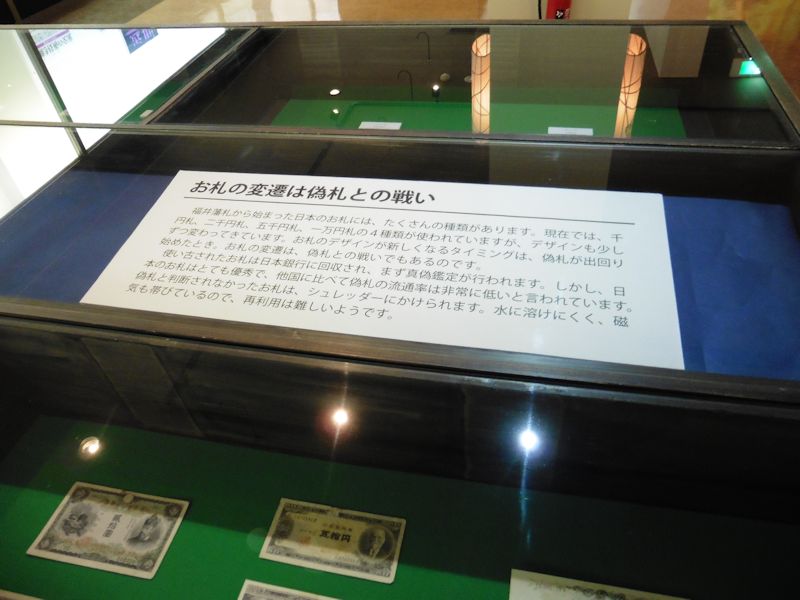 お札の変遷は偽札との戦い
福井藩札から始まった日本のお札には、たくさんの種類があります。現在では、千
円札、二千円札、五千円札、一万円札の４種類が使われていますが、デザインも少し
ずつ変わってきています。お札のデザインが新しくなるタイミングは、偽札が出回り
始めたとき。お札の変遷は、偽札との戦いでもあるのです。
使い古されたお札は日本銀行に回収され、まず真偽鑑定が行われます。しかし、日
本のお札はとても優秀で、他国に比べて偽札の流通率は非常に低いと言われています。
偽札と判断されなかったお札は、シュレッダーにかけられます。水に溶けにくく、磁
気も帯びているので、再利用は難しいようです。